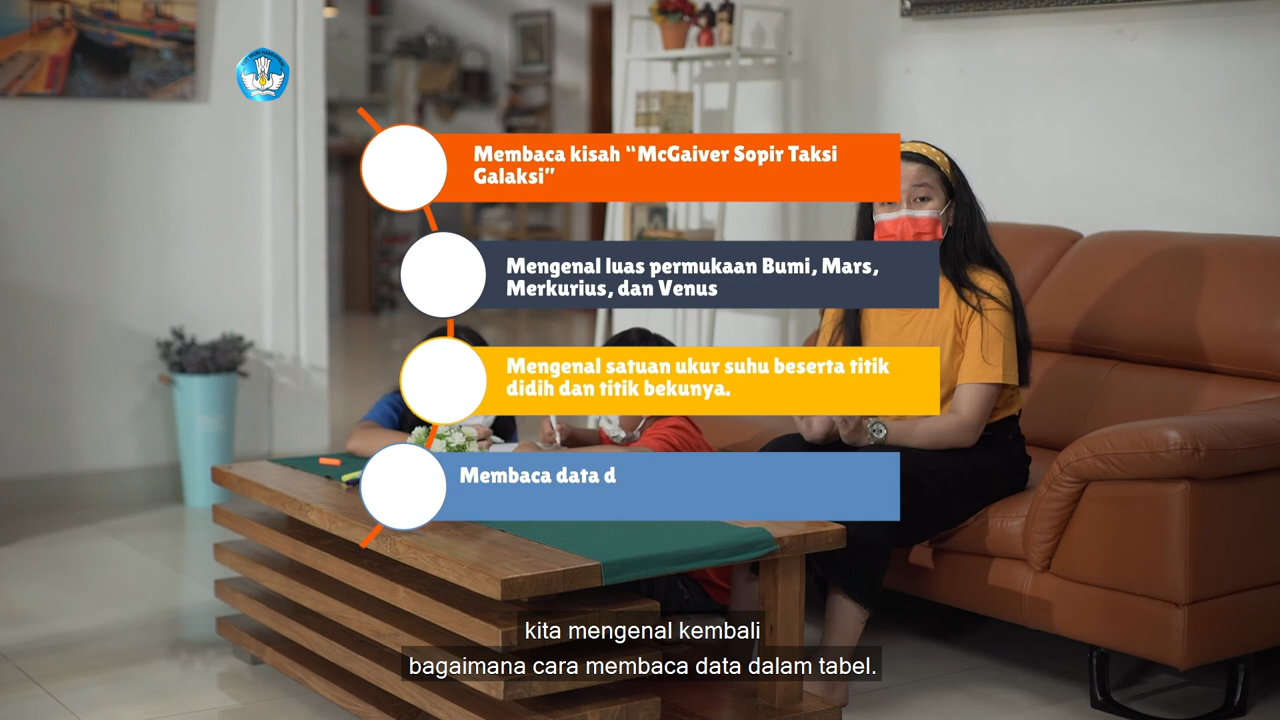 Membaca kisah “McGaiver Sopir Taksi
Galaksi”
Mengenal luas permukaan Bumi, Mars,
Merkurius, dan Venus
Mengenal satuan ukur suhu beserta titik
didih dan titik bekunya.
Membaca data d
kita mengenal kembali
bagaimana cara membaca data dalam tabel.